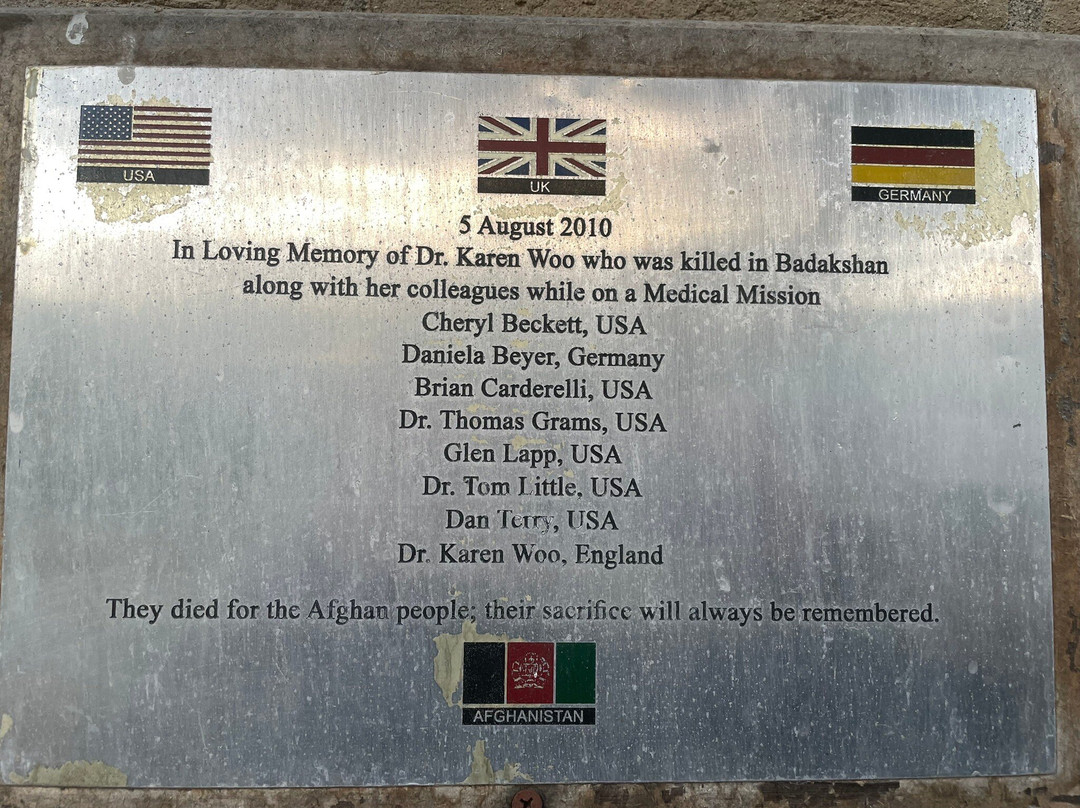 USA
UK
GERMANY
5 August 2010
In Loving Memory of Dr. Karen Woo who was killed in Badakshan
along with her colleagues while on a Medical Mission
Cheryl Beckett, USA
Daniela Beyer, Germany
Brian Carderelli, USA
Dr. Thomas Grams, USA
Glen Lapp, USA
Dr. Tom Little, USA
Dan Terry, USA
Dr. Karen Woo, England
They died for the Afghan people; their sacrifice will always be remembered.
AFGHANISTAN